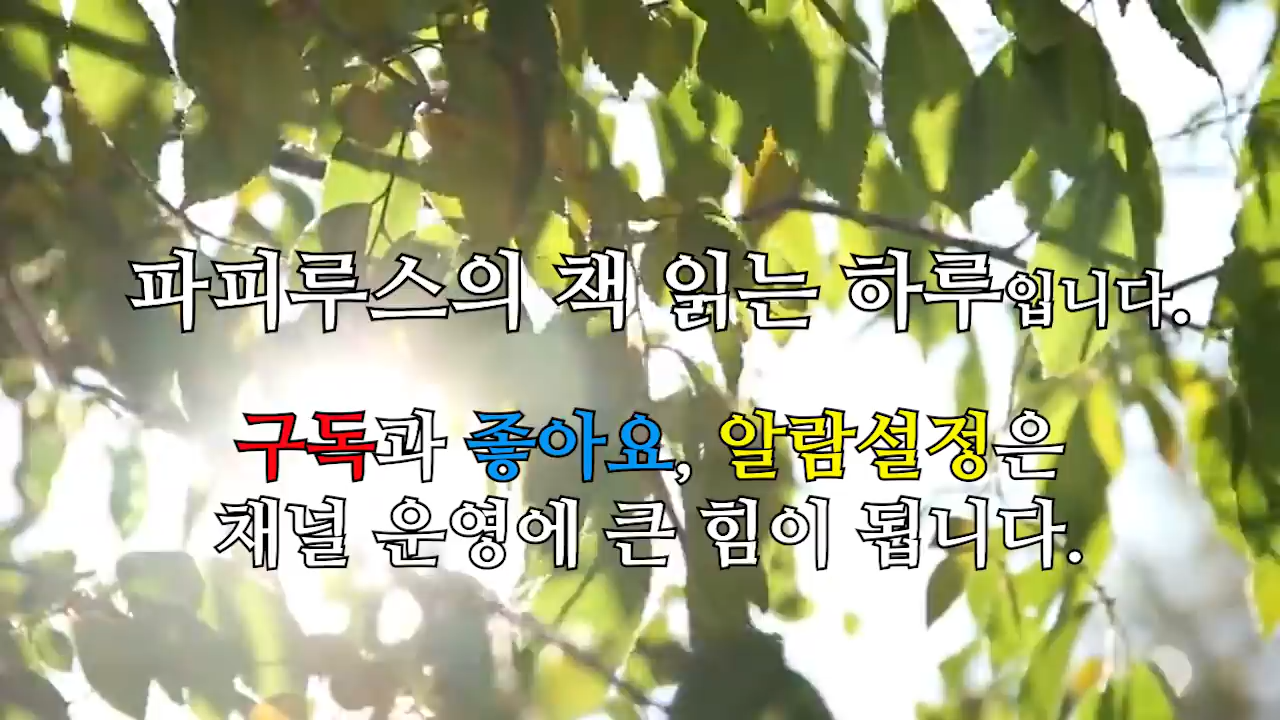 파피루스의 책 읽는 하루입니다.
구독과 좋아요, 알람설정은
채널 운영에 큰 힘이 됩니다.